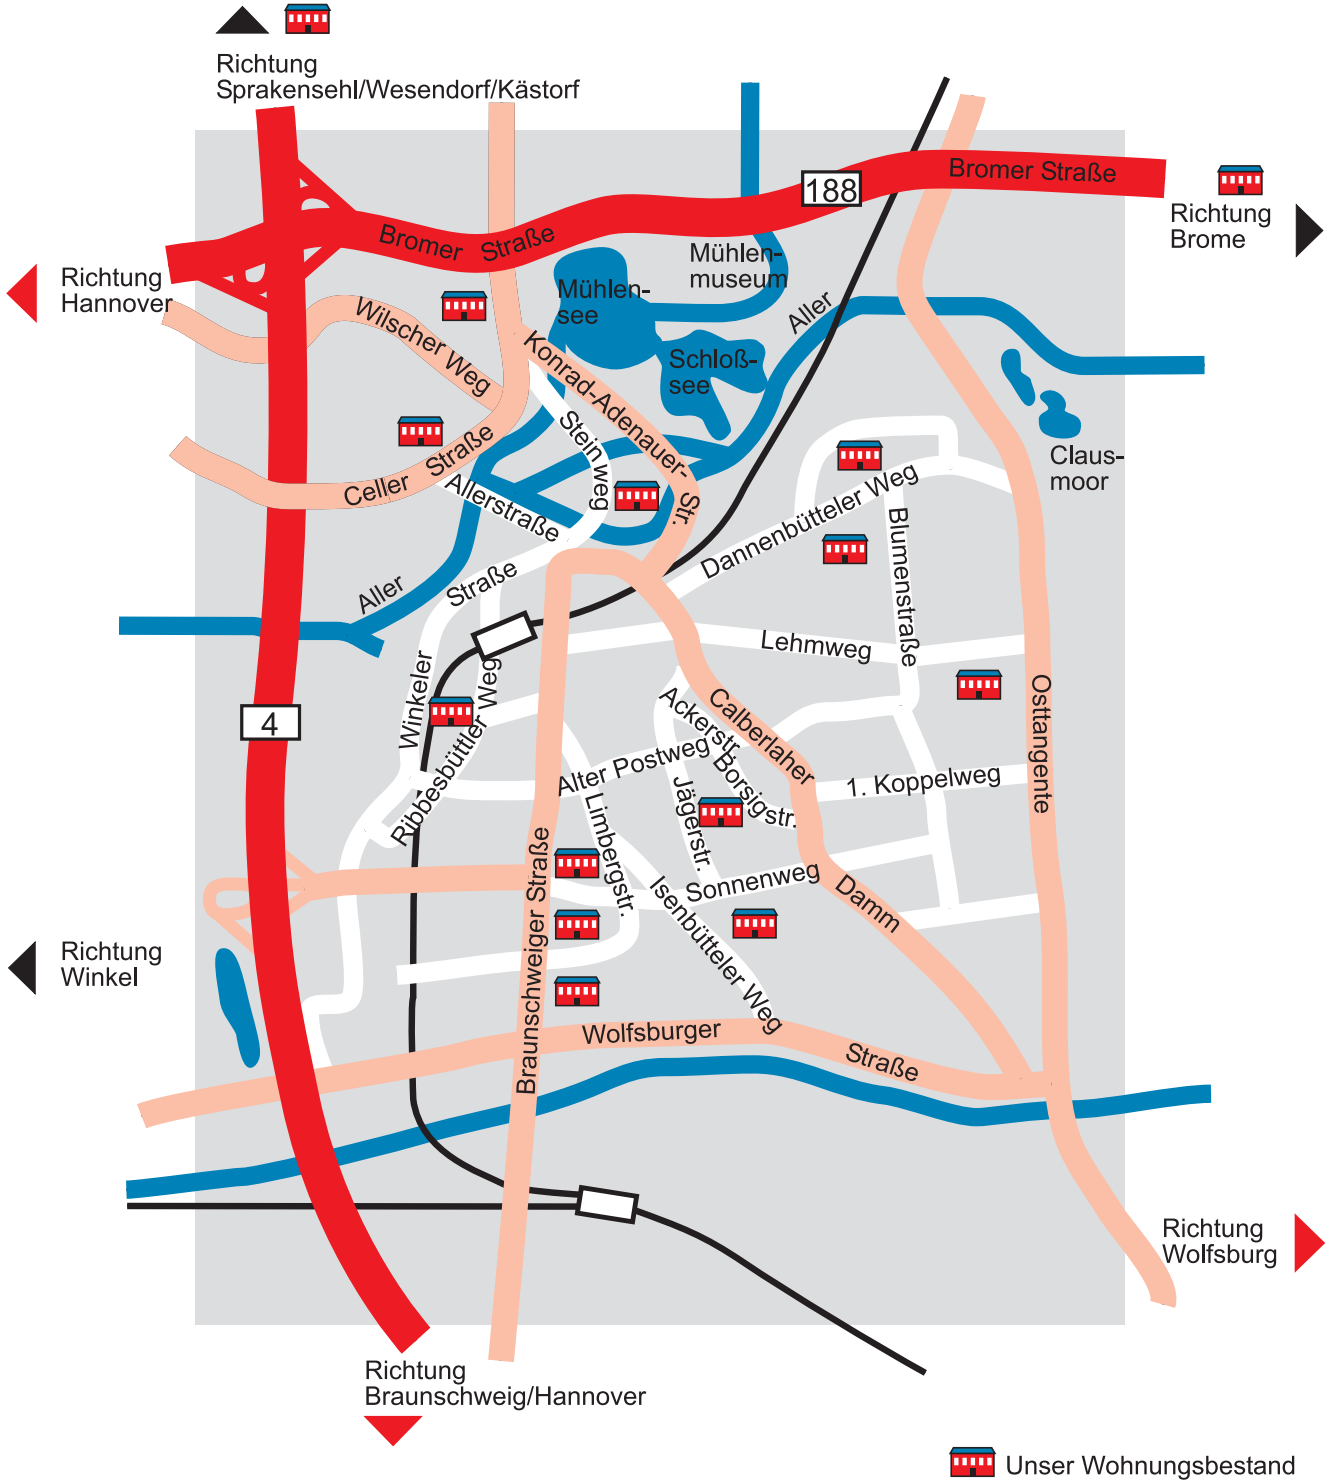 Richtung
Sprakensehl/Wesendorf/Kästorf
188
Bromer Straße
Richtung
Brome
Bromer Straße
Richtung
Hannover
Mühlen-
museum
Mühlen-
see
Aller
Wilscher Weg
Konrad-Adenauer-
Str.
Schloß-
see
Steinweg
Celler Straße
Claus-
moor
Allerstraße
Dannenbütteler Weg
Blumenstraße
Aller
Winkeler Straße
Lehmweg
Ribbesbüttler Weg
4
Ackerstr.
Calberlaher
Damm
Osttangente
Alter Postweg
Borsigstr.
1. Koppelweg
Jägerstr.
Limbergstr.
Braunschweiger Straße
Sonnenweg
Isenbütteler Weg
Richtung
Winkel
Wolfsburger Straße
Richtung
Wolfsburg
Richtung
Braunschweig/Hannover
Unser Wohnungsbestand